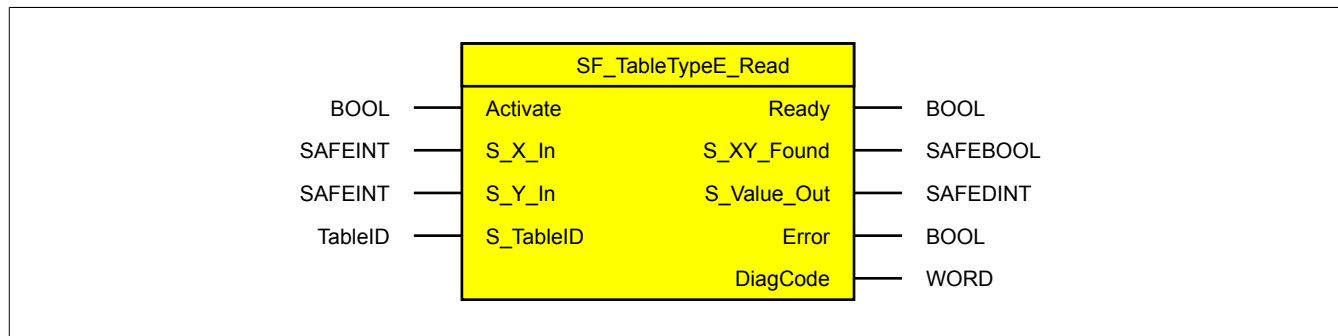 SF_TableTypeE_Read
BOOL Activate Ready BOOL
SAFEINT S_X_In S_XY_Found SAFEBOOL
SAFEINT S_Y_In S_Value_Out SAFEDINT
TableID S_TableID Error BOOL
DiagCode WORD